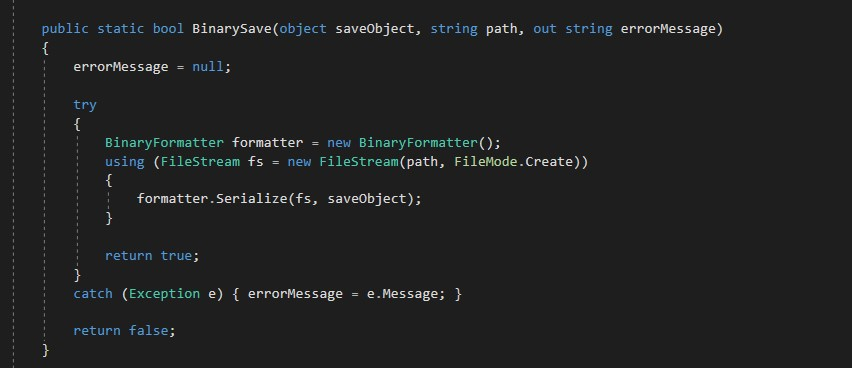 public static bool BinarySave(object saveObject, string path, out string errorMessage)
{
errorMessage = null;
try
{
BinaryFormatter formatter = new BinaryFormatter();
using (FileStream fs = new FileStream(path, FileMode.Create))
{
formatter.Serialize(fs, saveObject);
}
return true;
}
catch (Exception e) { errorMessage = e.Message; }
return false;
}